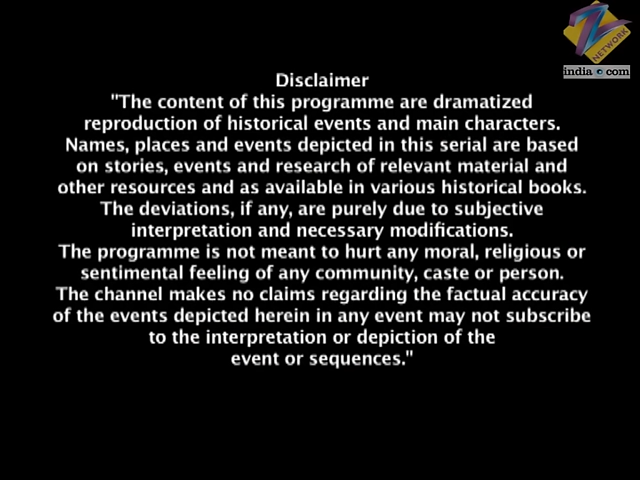 Z
NETWORK
india.com
Disclaimer
"The content of this programme are dramatized
reproduction of historical events and main characters.
Names, places and events depicted in this serial are based
on stories, events and research of relevant material and
other resources and as available in various historical books.
The deviations, if any, are purely due to subjective
interpretation and necessary modifications.
The programme is not meant to hurt any moral, religious or
sentimental feeling of any community, caste or person.
The channel makes no claims regarding the factual accuracy
of the events depicted herein in any event may not subscribe
to the interpretation or depiction of the
event or sequences."